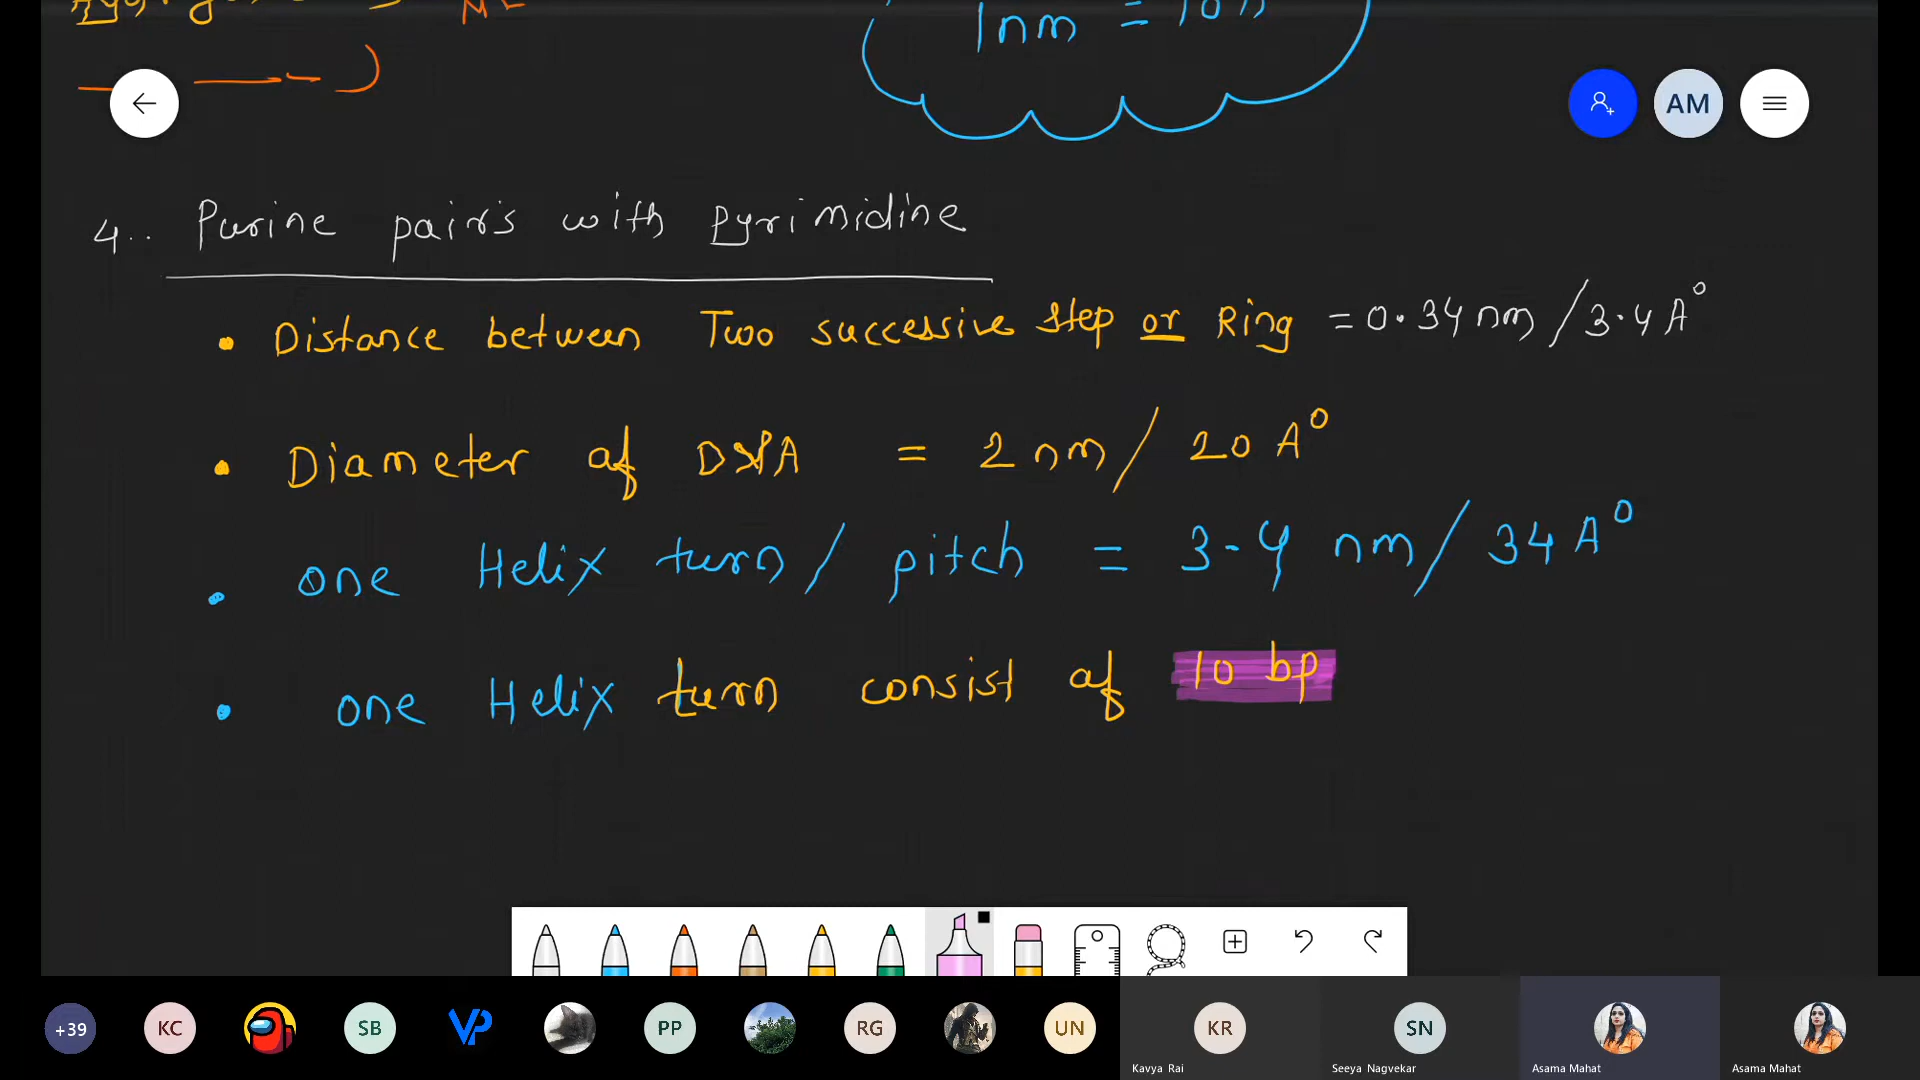 1nm = 10
AM
4.. Purine pairs with pyrimidine
• Distance between Two successive step or Ring = 0.34 nm / 3.4 A°
• Diameter of DNA = 2 nm / 20 A°
• one Helix turn / pitch = 3-4 nm / 34 A°
• one Helix turn consist of 10 bp
+39 KC SB VP PP RG UN KR SN
Kavya Rai Seeya Nagvekar Asama Mahat Asama Mahat